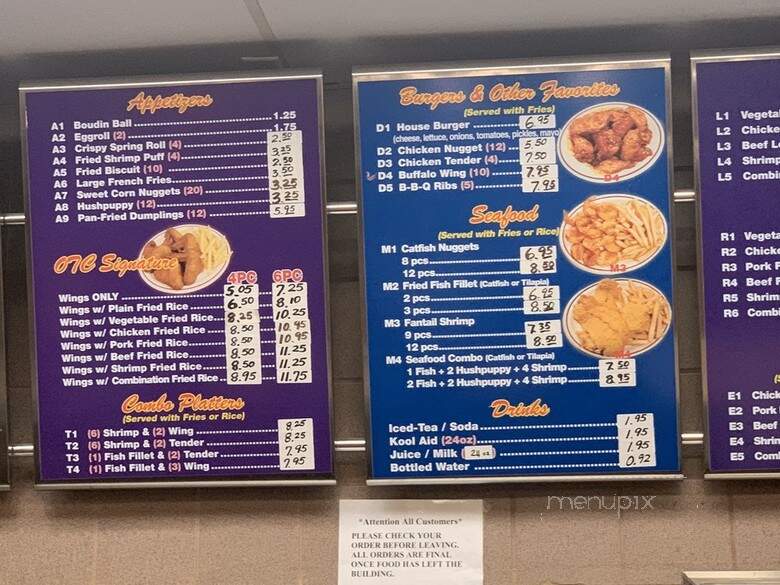 Appetizers
A1 Boudin Ball 1.25
A2 Eggroll (2) 1.75
A3 Crispy Spring Roll (4) 2.50
A4 Fried Shrimp Puff (4) 3.25
A5 Fried Biscuit (10) 2.50
A6 Large French Fries 3.50
A7 Sweet Corn Nuggets (20) 3.25
A8 Hushpuppy (12) 3.25
A9 Pan-Fried Dumplings (12) 5.95
OTC Signature
4PC 6PC
Wings ONLY 5.05 7.25
Wings w/ Plain Fried Rice 6.50 8.10
Wings w/ Vegetable Fried Rice 8.25 10.25
Wings w/ Chicken Fried Rice 8.50 10.95
Wings w/ Pork Fried Rice 8.50 10.95
Wings w/ Beef Fried Rice 8.50 11.25
Wings w/ Shrimp Fried Rice 8.50 11.25
Wings w/ Combination Fried Rice 8.95 11.75
Combo Platters
(Served with Fries or Rice)
T1 (6) Shrimp & (2) Wing 8.25
T2 (6) Shrimp & (2) Tender 8.25
T3 (1) Fish Fillet & (2) Tender 7.95
T4 (1) Fish Fillet & (3) Wing 7.95
Burgers & Other Favorites
(Served with Fries)
D1 House Burger 6.95
(cheese, lettuce, onions, tomatoes, pickles, mayo)
D2 Chicken Nugget (12) 5.50
D3 Chicken Tender (4) 7.50
D4 Buffalo Wing (10) 7.95
D5 B-B-Q Ribs (5) 7.95
D4
Seafood
(Served with Fries or Rice)
M1 Catfish Nuggets
8 pcs 6.95
12 pcs 8.50
M3
M2 Fried Fish Fillet (Catfish or Tilapia)
2 pcs 6.95
3 pcs 8.50
M3 Fantail Shrimp
9 pcs 7.35
12 pcs 8.50
M4 Seafood Combo (Catfish or Tilapia)
1 Fish + 2 Hushpuppy + 4 Shrimp 7.50
2 Fish + 2 Hushpuppy + 4 Shrimp 8.95
Drinks
Iced-Tea / Soda 1.95
Kool Aid (24oz) 1.95
Juice / Milk 24 oz 1.95
Bottled Water 0.92
L1 Vegeta
L2 Chicke
L3 Beef L
L4 Shrimp
L5 Combi
R1 Vegeta
R2 Chicke
R3 Pork F
R4 Beef F
R5 Shrim
R6 Combi
E1 Chick
E2 Pork
E3 Beef
E4 Shrim
E5 Com
"Attention All Customers"
PLEASE CHECK YOUR
ORDER BEFORE LEAVING.
ALL ORDERS ARE FINAL
ONCE FOOD HAS LEFT THE
BUILDING.
menupix